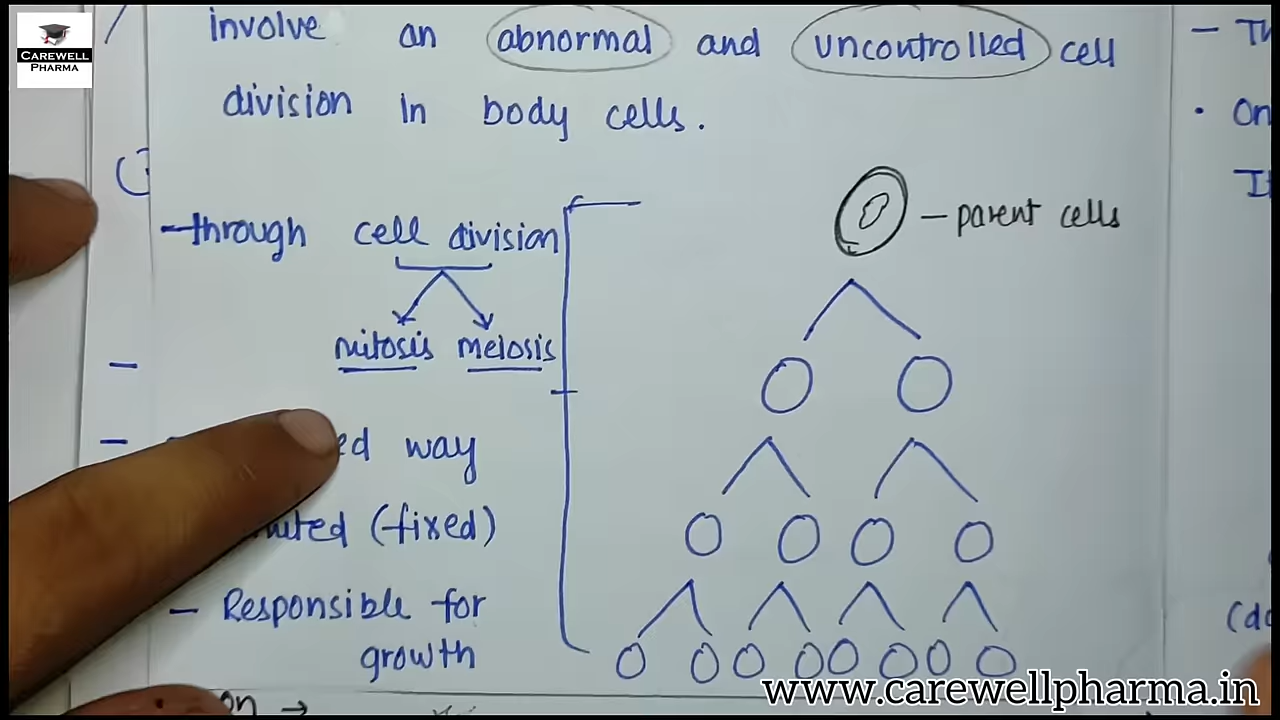 CAREWELL
PHARMA
involve an abnormal and uncontrolled cell
division in body cells.
- through cell division
mitosis meiosis
- parent cells
-
- way
(fixed)
- Responsible for
growth
- On
www.carewellpharma.in